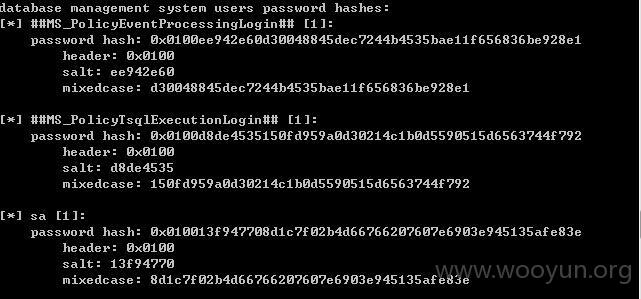 database management system users password hashes:
[*] ##MS_PolicyEventProcessingLogin## [1]:
password hash: 0x0100ee942e60d30048845dec7244b4535bae11f656836be928e1
header: 0x0100
salt: ee942e60
mixedcase: d30048845dec7244b4535bae11f656836be928e1
[*] ##MS_PolicyTsqlExecutionLogin## [1]:
password hash: 0x0100d8de4535150fd959a0d30214c1b0d5590515d6563744f792
header: 0x0100
salt: d8de4535
mixedcase: 150fd959a0d30214c1b0d5590515d6563744f792
[*] sa [1]:
password hash: 0x010013f947708d1c7f02b4d66766207607e6903e945135afe83e
header: 0x0100
salt: 13f94770
mixedcase: 8d1c7f02b4d66766207607e6903e945135afe83e
www.wooyun.org